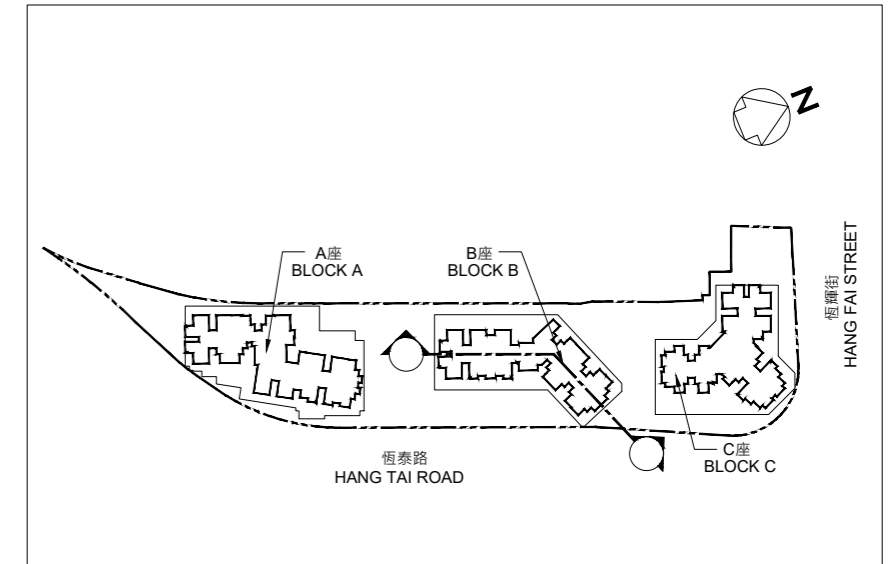 N
A座
BLOCK A
B座
BLOCK B
恆輝街
HANG FAI STREET
C座
BLOCK C
恆泰路
HANG TAI ROAD